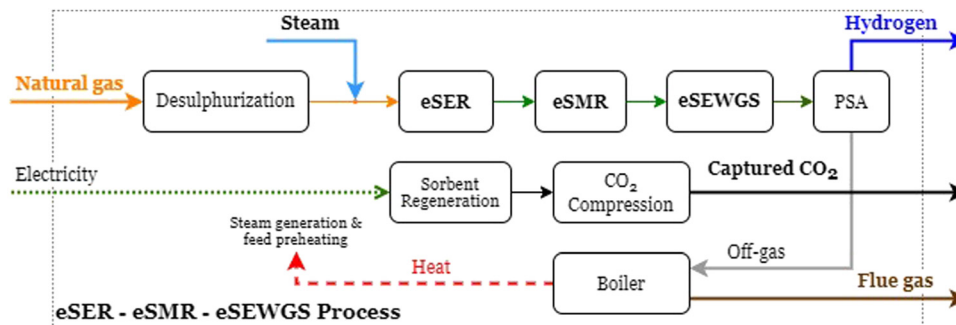 Steam
Hydrogen
Natural gas
Desulphurization
eSER
eSMR
eSEWGS
PSA
Electricity
Sorbent
Regeneration
CO₂
Compression
Captured CO₂
Steam generation &
feed preheating
Heat
Boiler
Off-gas
Flue gas
eSER - eSMR - eSEWGS Process